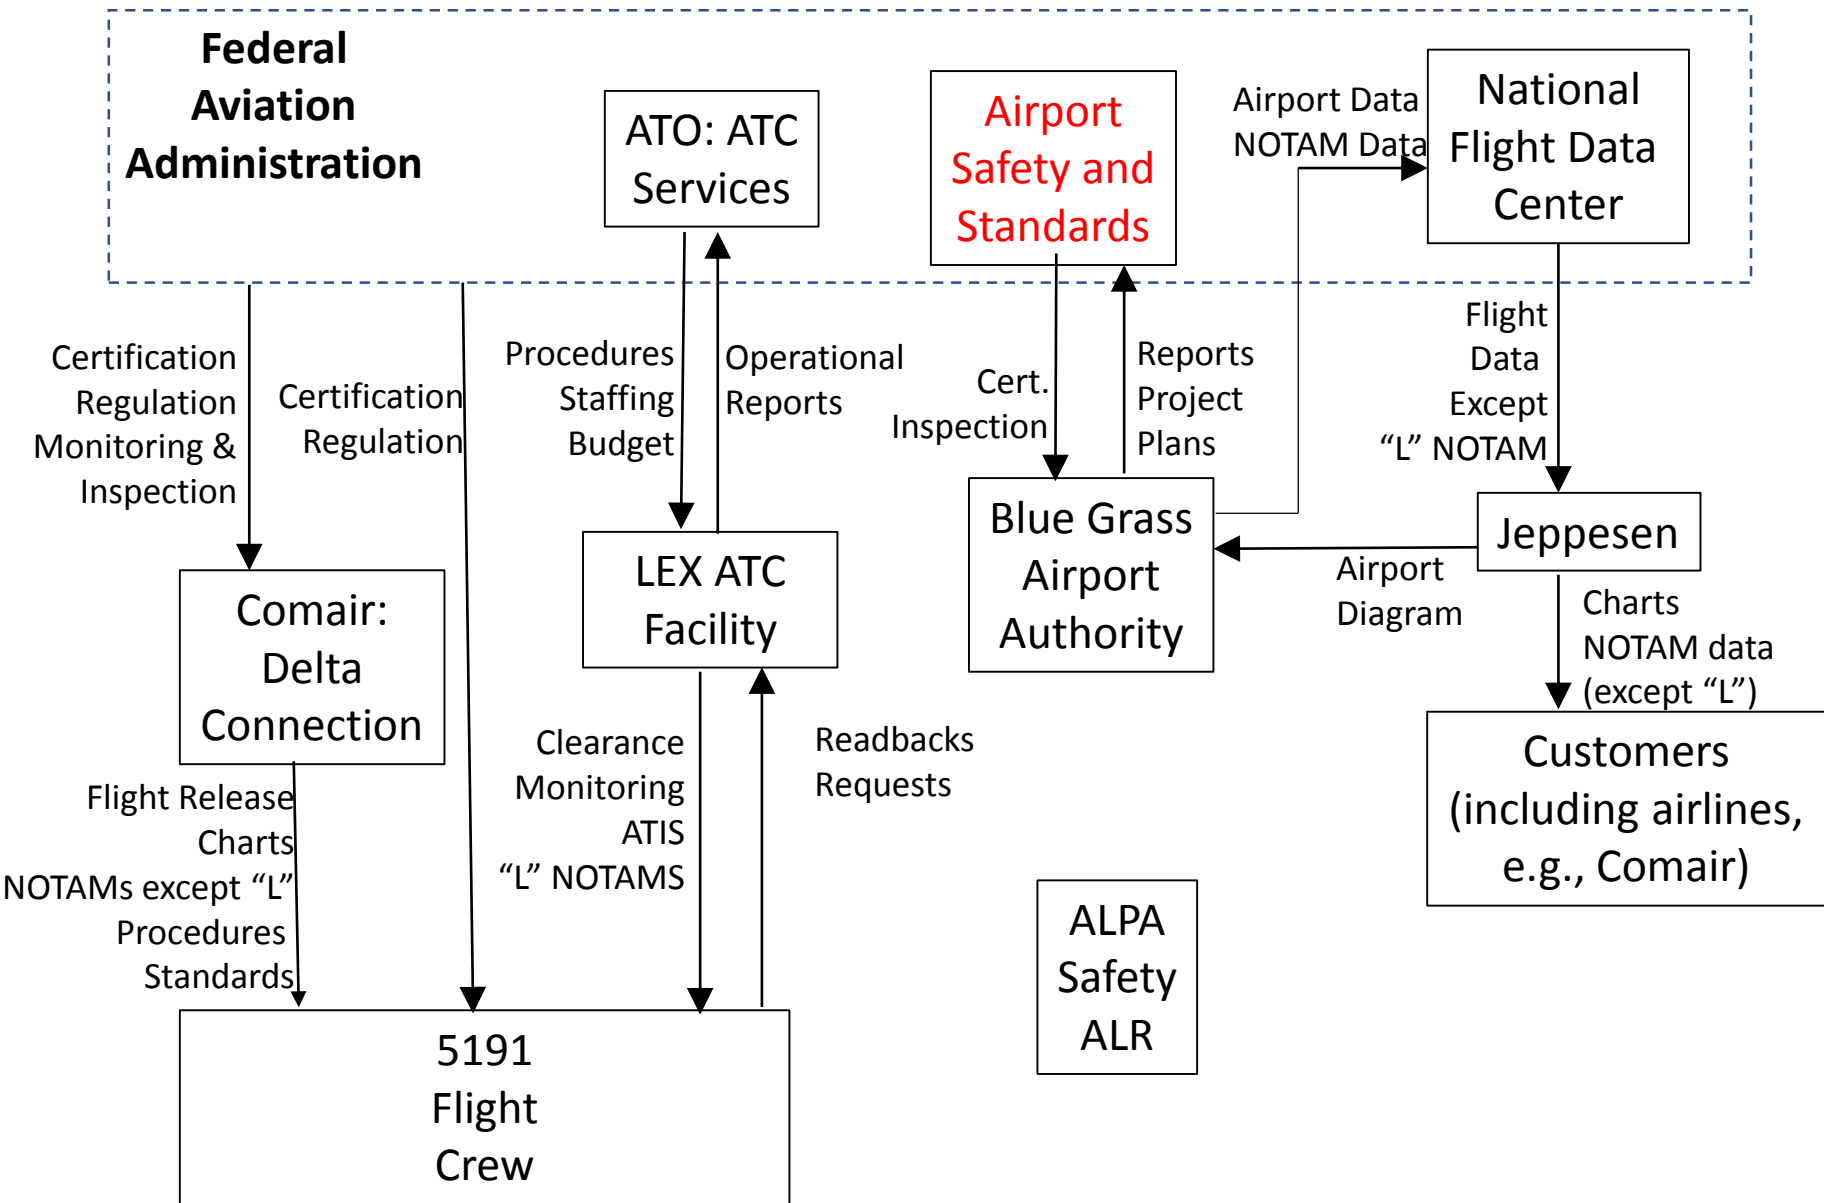 Federal
Aviation
Administration
ATO: ATC
Services
Airport
Safety and
Standards
Airport Data
NOTAM Data
National
Flight Data
Center
Certification
Regulation
Monitoring &
Inspection
Certification
Regulation
Procedures
Staffing
Budget
Operational
Reports
Cert.
Inspection
Reports
Project
Plans
Flight
Data
Except
“L” NOTAM
Comair:
Delta
Connection
LEX ATC
Facility
Blue Grass
Airport
Authority
Airport
Diagram
Jeppesen
Charts
NOTAM data
(except “L”)
Flight Release
Charts
NOTAMs except “L”
Procedures
Standards
Clearance
Monitoring
ATIS
“L” NOTAMS
Readbacks
Requests
Customers
(including airlines,
e.g., Comair)
ALPA
Safety
ALR
5191
Flight
Crew